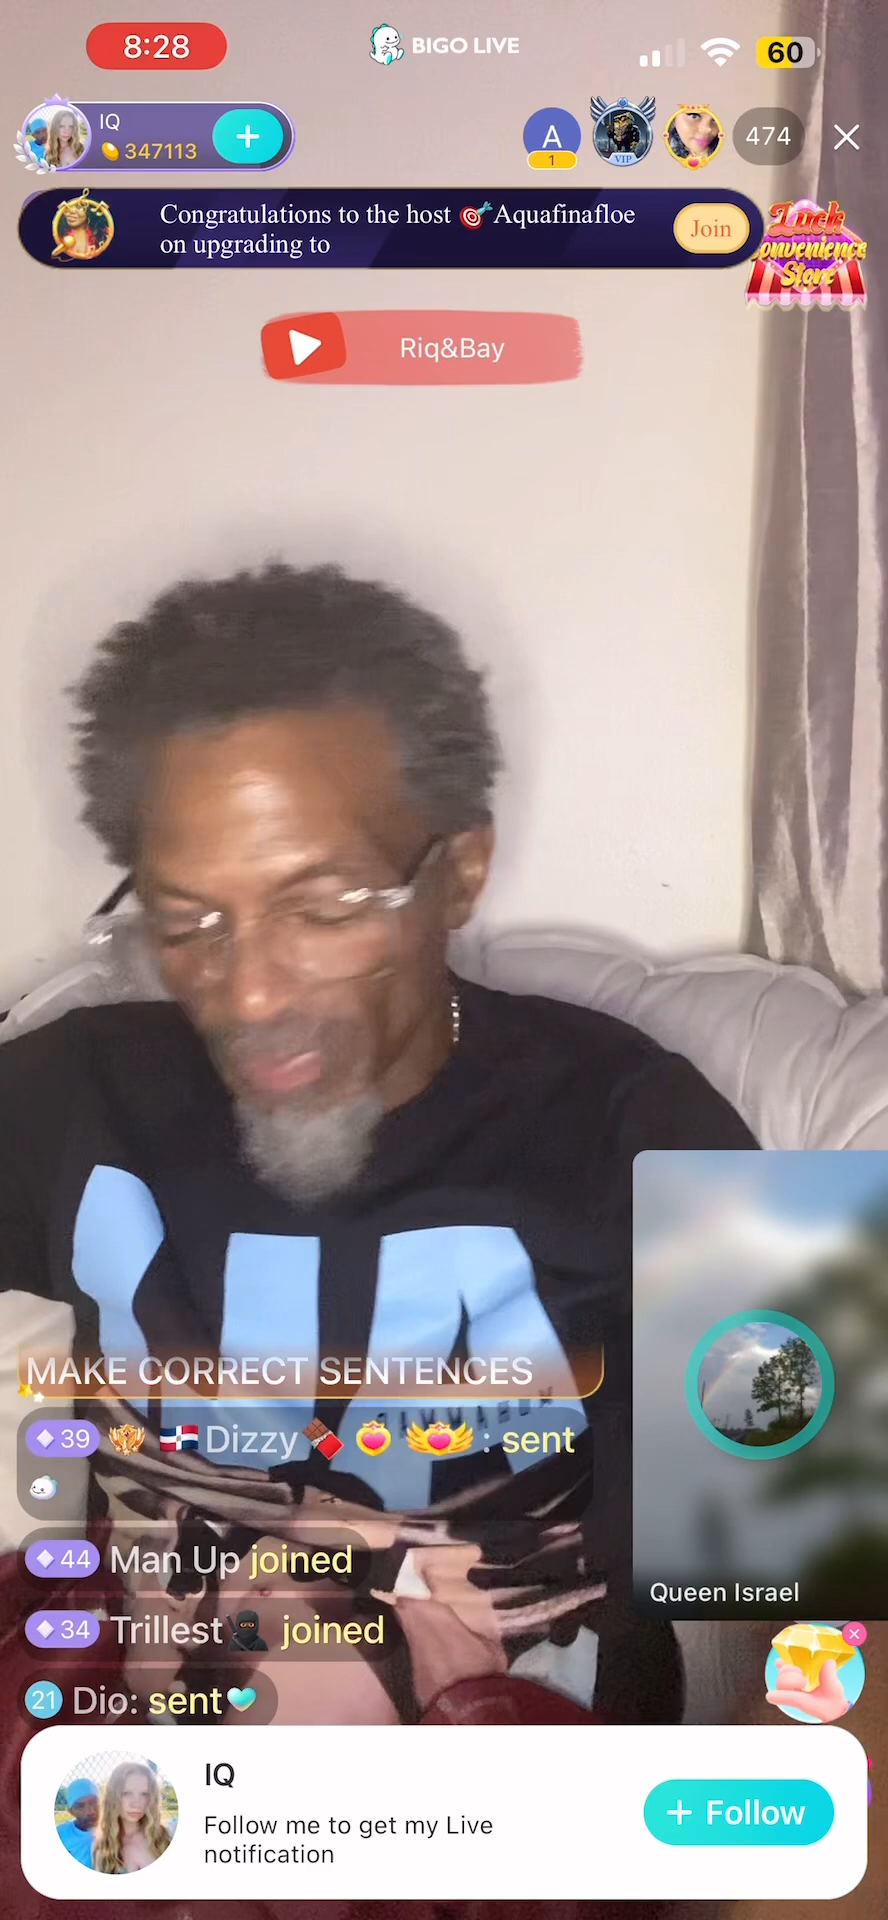 8:28
BIGO LIVE
60
IQ
347113
A
1
VIP
474
Congratulations to the host 🎯Aquafinafloe
on upgrading to
Join
Luck
Convenience
Store
Riq&Bay
MAKE CORRECT SENTENCES
39 🇩🇴Dizzy🍫 : sent
44 Man Up joined
34 Trillest🥷 joined
21 Dio: sent
Queen Israel
IQ
Follow me to get my Live
notification
+ Follow